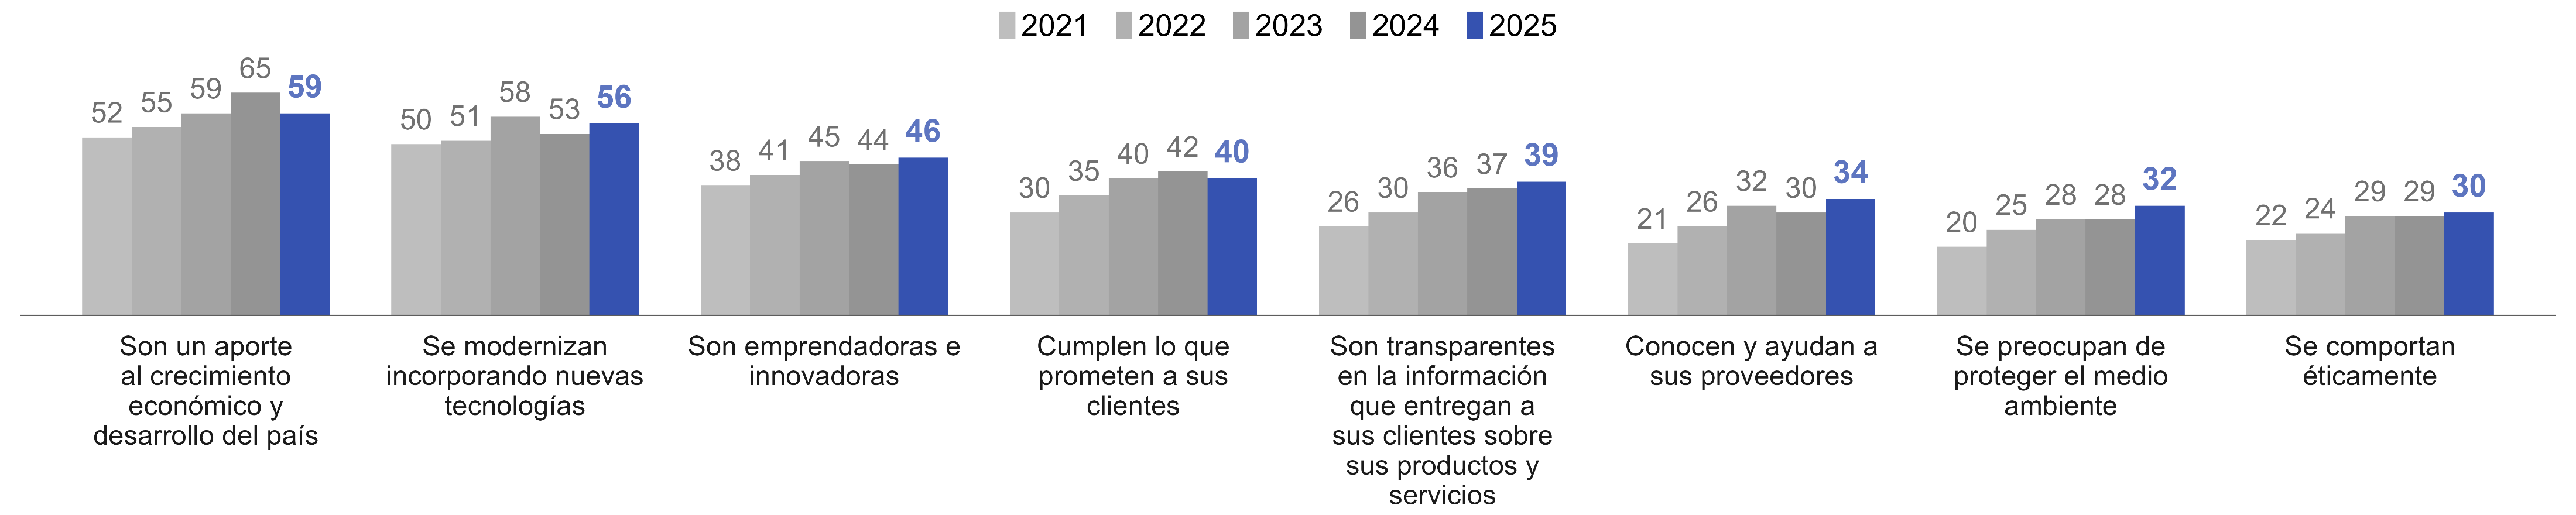 2021 2022 2023 2024 2025
52 55 59 65 59
50 51 58 53 56
38 41 45 44 46
30 35 40 42 40
26 30 36 37 39
21 26 32 30 34
20 25 28 28 32
22 24 29 29 30
Son un aporte
al crecimiento
económico y
desarrollo del país
Se modernizan
incorporando nuevas
tecnologías
Son emprendadoras e
innovadoras
Cumplen lo que
prometen a sus
clientes
Son transparentes
en la información
que entregan a
sus clientes sobre
sus productos y
servicios
Conocen y ayudan a
sus proveedores
Se preocupan de
proteger el medio
ambiente
Se comportan
éticamente